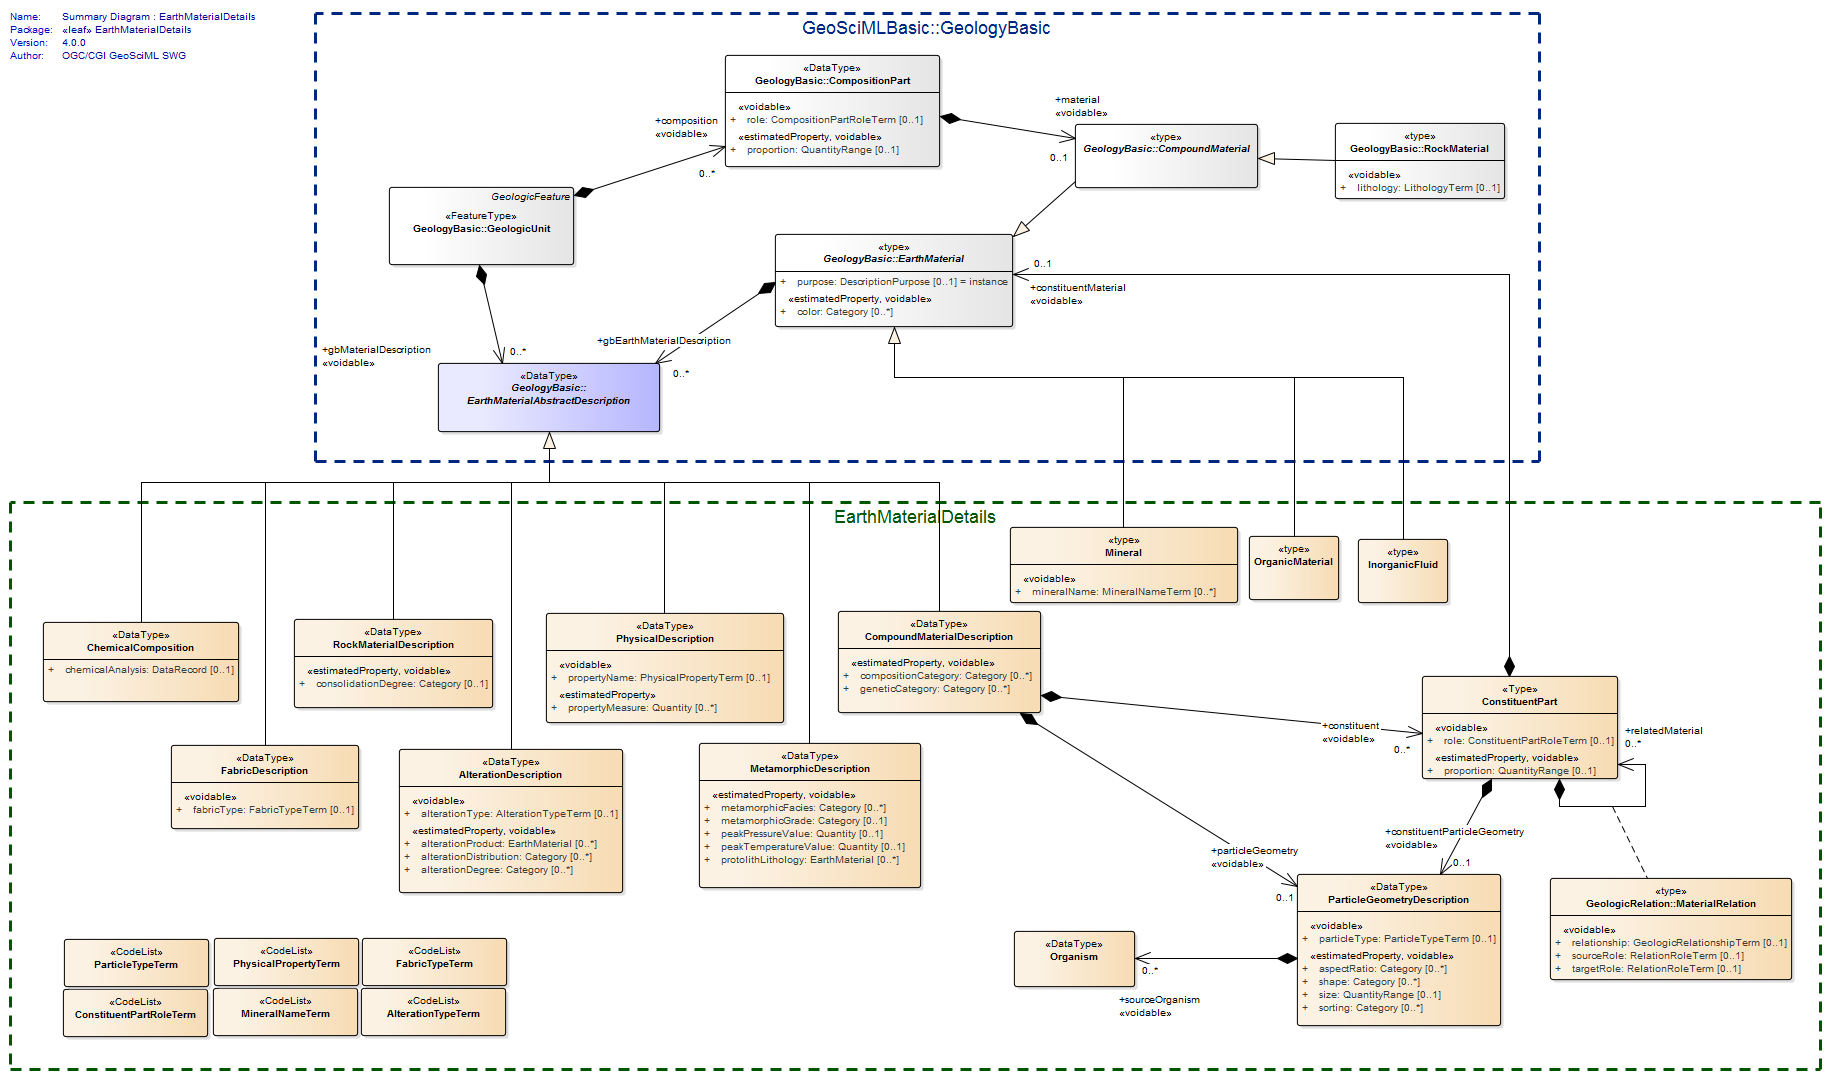 Name: Summary Diagram : EarthMaterialDetails
Package: «leaf» EarthMaterialDetails
Version: 4.0.0
Author: OGC/CGI GeoSciML SWG
GeoSciMLBasic::GeologyBasic
«DataType»
GeologyBasic::CompositionPart
«voidable»
+ role: CompositionPartRoleTerm [0..1]
«estimatedProperty, voidable»
+ proportion: QuantityRange [0..1]
+composition
«voidable»
0..*
+material
«voidable»
0..1
«type»
GeologyBasic::CompoundMaterial
«type»
GeologyBasic::RockMaterial
«voidable»
+ lithology: LithologyTerm [0..1]
GeologicFeature
«FeatureType»
GeologyBasic::GeologicUnit
«type»
GeologyBasic::EarthMaterial
+ purpose: DescriptionPurpose [0..1] = instance
«estimatedProperty, voidable»
+ color: Category [0..*]
0..1
+constituentMaterial
«voidable»
+gbMaterialDescription
«voidable»
0..*
+gbEarthMaterialDescription
0..*
«DataType»
GeologyBasic::
EarthMaterialAbstractDescription
EarthMaterialDetails
«type»
Mineral
«voidable»
+ mineralName: MineralNameTerm [0..*]
«type»
OrganicMaterial
«type»
InorganicFluid
«DataType»
ChemicalComposition
+ chemicalAnalysis: DataRecord [0..1]
«DataType»
RockMaterialDescription
«estimatedProperty, voidable»
+ consolidationDegree: Category [0..1]
«DataType»
PhysicalDescription
«voidable»
+ propertyName: PhysicalPropertyTerm [0..1]
«estimatedProperty»
+ propertyMeasure: Quantity [0..*]
«DataType»
CompoundMaterialDescription
«estimatedProperty, voidable»
+ compositionCategory: Category [0..*]
+ geneticCategory: Category [0..*]
«Type»
ConstituentPart
«voidable»
+ role: ConstituentPartRoleTerm [0..1]
«estimatedProperty, voidable»
+ proportion: QuantityRange [0..1]
+constituent
«voidable»
0..*
+relatedMaterial
0..*
«DataType»
FabricDescription
«voidable»
+ fabricType: FabricTypeTerm [0..1]
«DataType»
AlterationDescription
«voidable»
+ alterationType: AlterationTypeTerm [0..1]
«estimatedProperty, voidable»
+ alterationProduct: EarthMaterial [0..*]
+ alterationDistribution: Category [0..*]
+ alterationDegree: Category [0..*]
«DataType»
MetamorphicDescription
«estimatedProperty, voidable»
+ metamorphicFacies: Category [0..*]
+ metamorphicGrade: Category [0..1]
+ peakPressureValue: Quantity [0..1]
+ peakTemperatureValue: Quantity [0..1]
+ protolithLithology: EarthMaterial [0..*]
+constituentParticleGeometry
«voidable»
0..1
+particleGeometry
«voidable»
0..1
«DataType»
ParticleGeometryDescription
«voidable»
+ particleType: ParticleTypeTerm [0..1]
«estimatedProperty, voidable»
+ aspectRatio: Category [0..*]
+ shape: Category [0..*]
+ size: QuantityRange [0..1]
+ sorting: Category [0..*]
«type»
GeologicRelation::MaterialRelation
«voidable»
+ relationship: GeologicRelationshipTerm [0..1]
+ sourceRole: RelationRoleTerm [0..1]
+ targetRole: RelationRoleTerm [0..1]
«DataType»
Organism
0..*
+sourceOrganism
«voidable»
«CodeList»
ParticleTypeTerm
«CodeList»
PhysicalPropertyTerm
«CodeList»
FabricTypeTerm
«CodeList»
ConstituentPartRoleTerm
«CodeList»
MineralNameTerm
«CodeList»
AlterationTypeTerm